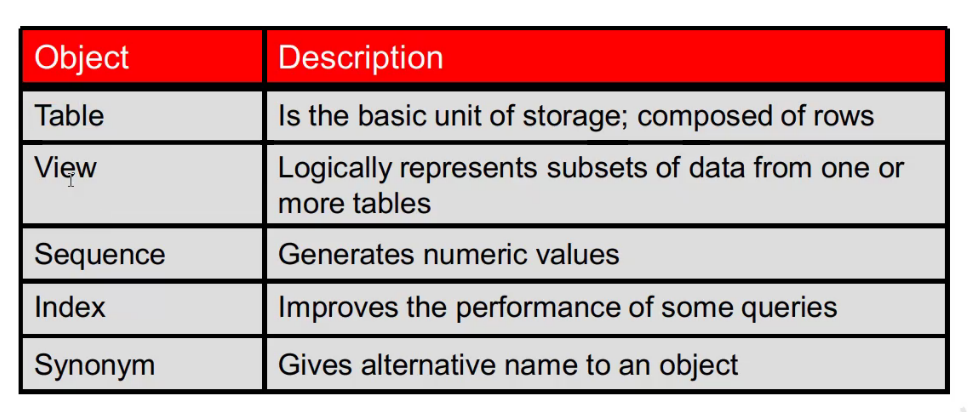 Object Description
Table Is the basic unit of storage; composed of rows
View Logically represents subsets of data from one or
more tables
Sequence Generates numeric values
Index Improves the performance of some queries
Synonym Gives alternative name to an object